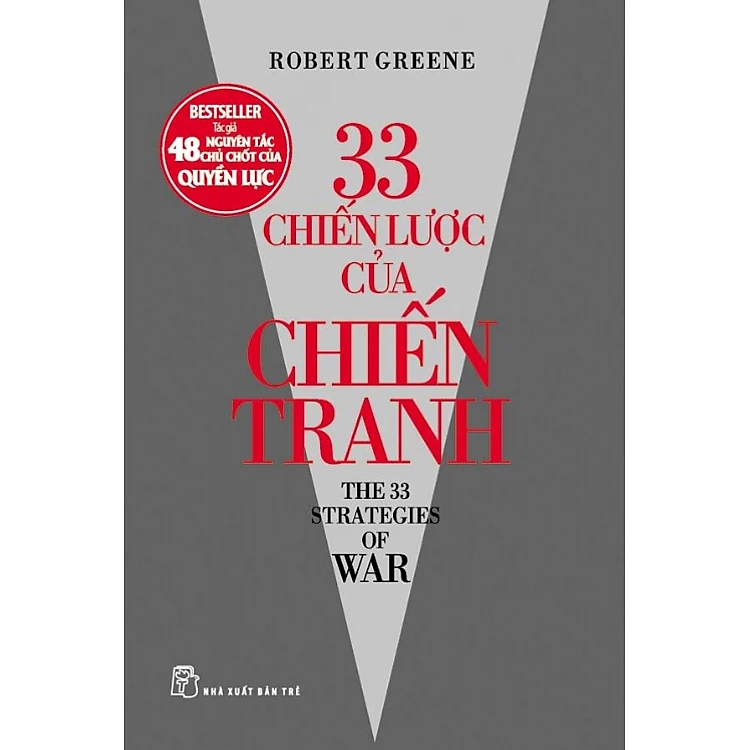 ROBERT GREENE
BESTSELLER
Tác giả
48 NGUYÊN TẮC
CHỦ CHỐT CỦA
QUYỀN LỰC
33
CHIẾN LƯỢC
CỦA
CHIẾN
TRANH
THE 33
STRATEGIES
OF
WAR
NHÀ XUẤT BẢN TRẺ